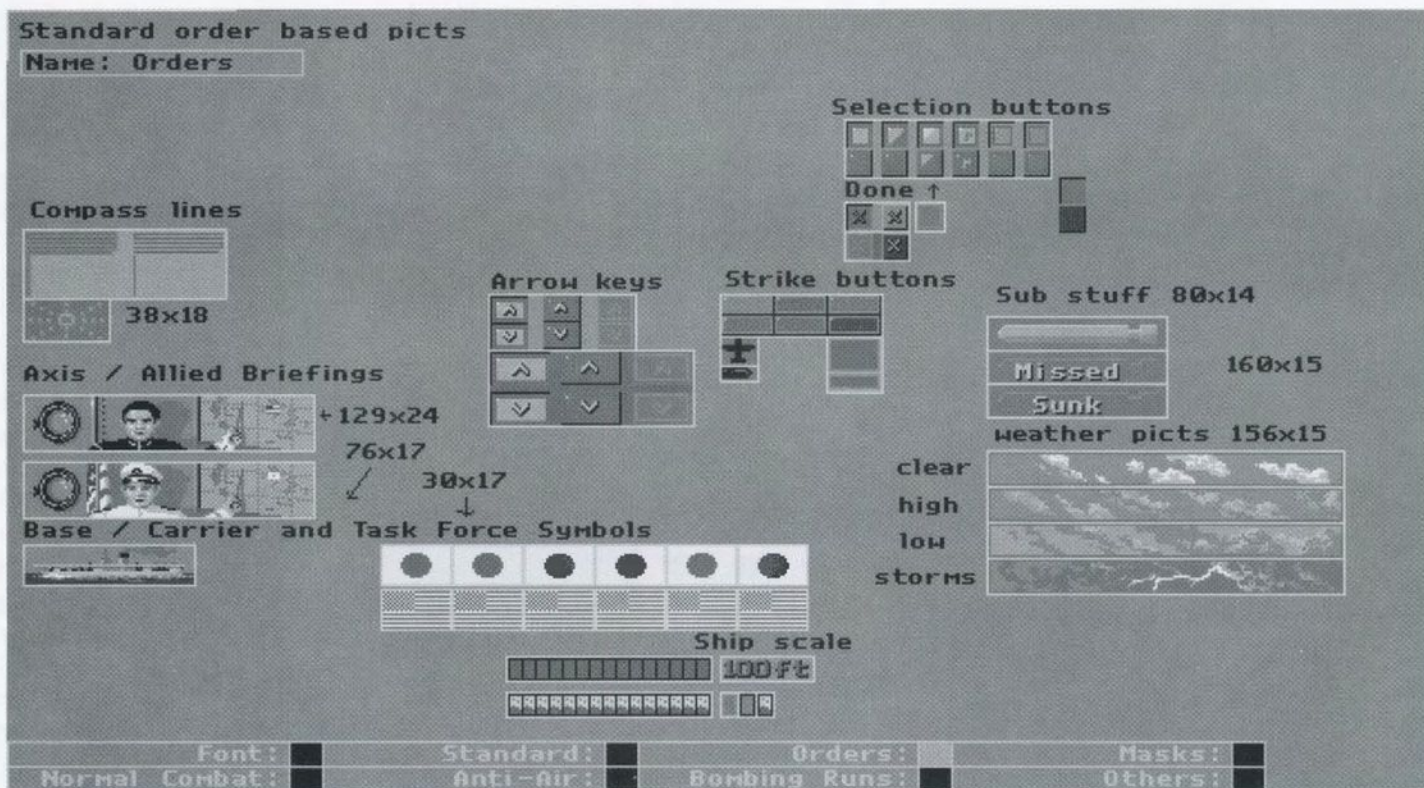 Standard order based picts
Name: Orders
Selection buttons
Done ↑
Compass lines
38x18
Arrow keys
Strike buttons
Sub stuff 80x14
Missed
160x15
Sunk
Axis / Allied Briefings
←129x24
76x17
30x17
weather picts 156x15
clear
high
low
storms
Base / Carrier and Task Force Symbols
Ship scale
100ft
Font: Standard: Orders: Masks:
Normal Combat: Anti-Air: Bombing Runs: Others: